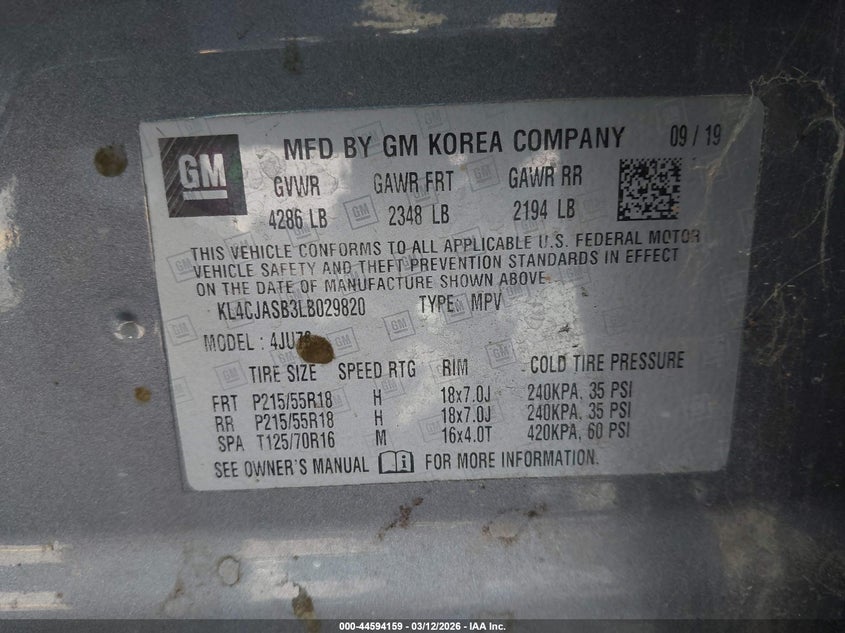 GM
MFD BY GM KOREA COMPANY 09 / 19
GVWR GAWR FRT GAWR RR
4286 LB 2348 LB 2194 LB
THIS VEHICLE CONFORMS TO ALL APPLICABLE U.S. FEDERAL MOTOR
VEHICLE SAFETY AND THEFT PREVENTION STANDARDS IN EFFECT
ON THE DATE OF MANUFACTURE SHOWN ABOVE.
KL4CJASB3LB029820 TYPE: MPV
MODEL :
TIRE SIZE SPEED RTG RIM COLD TIRE PRESSURE
FRT P215/55R18 H 18x7.0J 240KPA, 35 PSI
RR P215/55R18 H 18x7.0J 240KPA, 35 PSI
SPA T125/70R16 M 16x4.0T 420KPA, 60 PSI
SEE OWNER'S MANUAL FOR MORE INFORMATION.
000-44594159 - 03/12/2026 - IAA Inc.